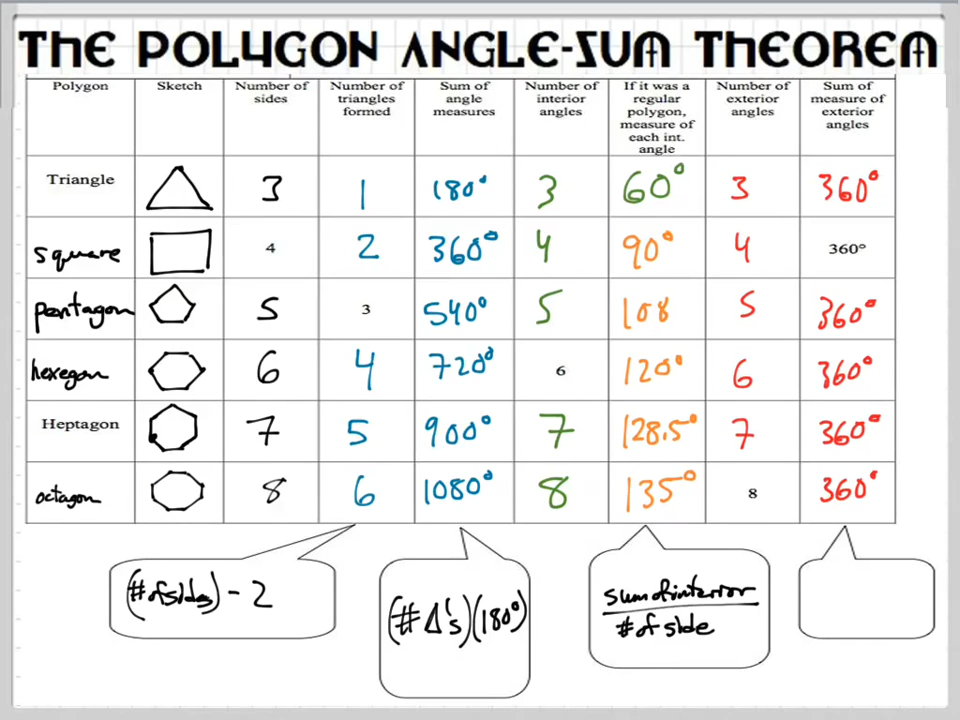 THE POLYGON ANGLE-SUM THEOREM
Polygon Sketch Number of sides Number of triangles formed Sum of angle measures Number of interior angles If it was a regular polygon, measure of each int. angle Number of exterior angles Sum of measure of exterior angles
Triangle 3 1 180° 3 60° 3 360°
square 4 2 360° 4 90° 4 360°
pentagon 5 3 540° 5 108 5 360°
hexegon 6 4 720° 6 120° 6 360°
Heptagon 7 5 900° 7 128.5° 7 360°
octagon 8 6 1080° 8 135° 8 360°
(# of sides) - 2
(# Δ's)(180°)
sum of interior
# of side